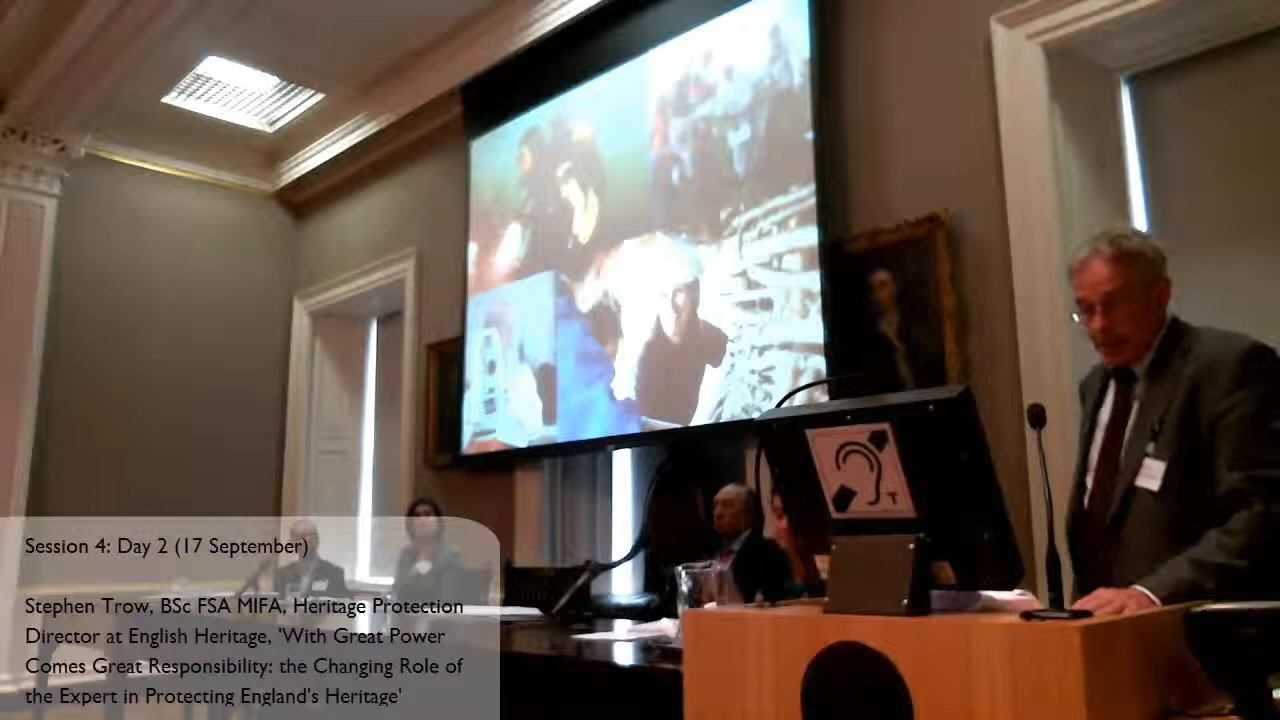 Session 4: Day 2 (17 September)
Stephen Trow, BSc FSA MIFA, Heritage Protection
Director at English Heritage, 'With Great Power
Comes Great Responsibility: the Changing Role of
the Expert in Protecting England's Heritage'
T